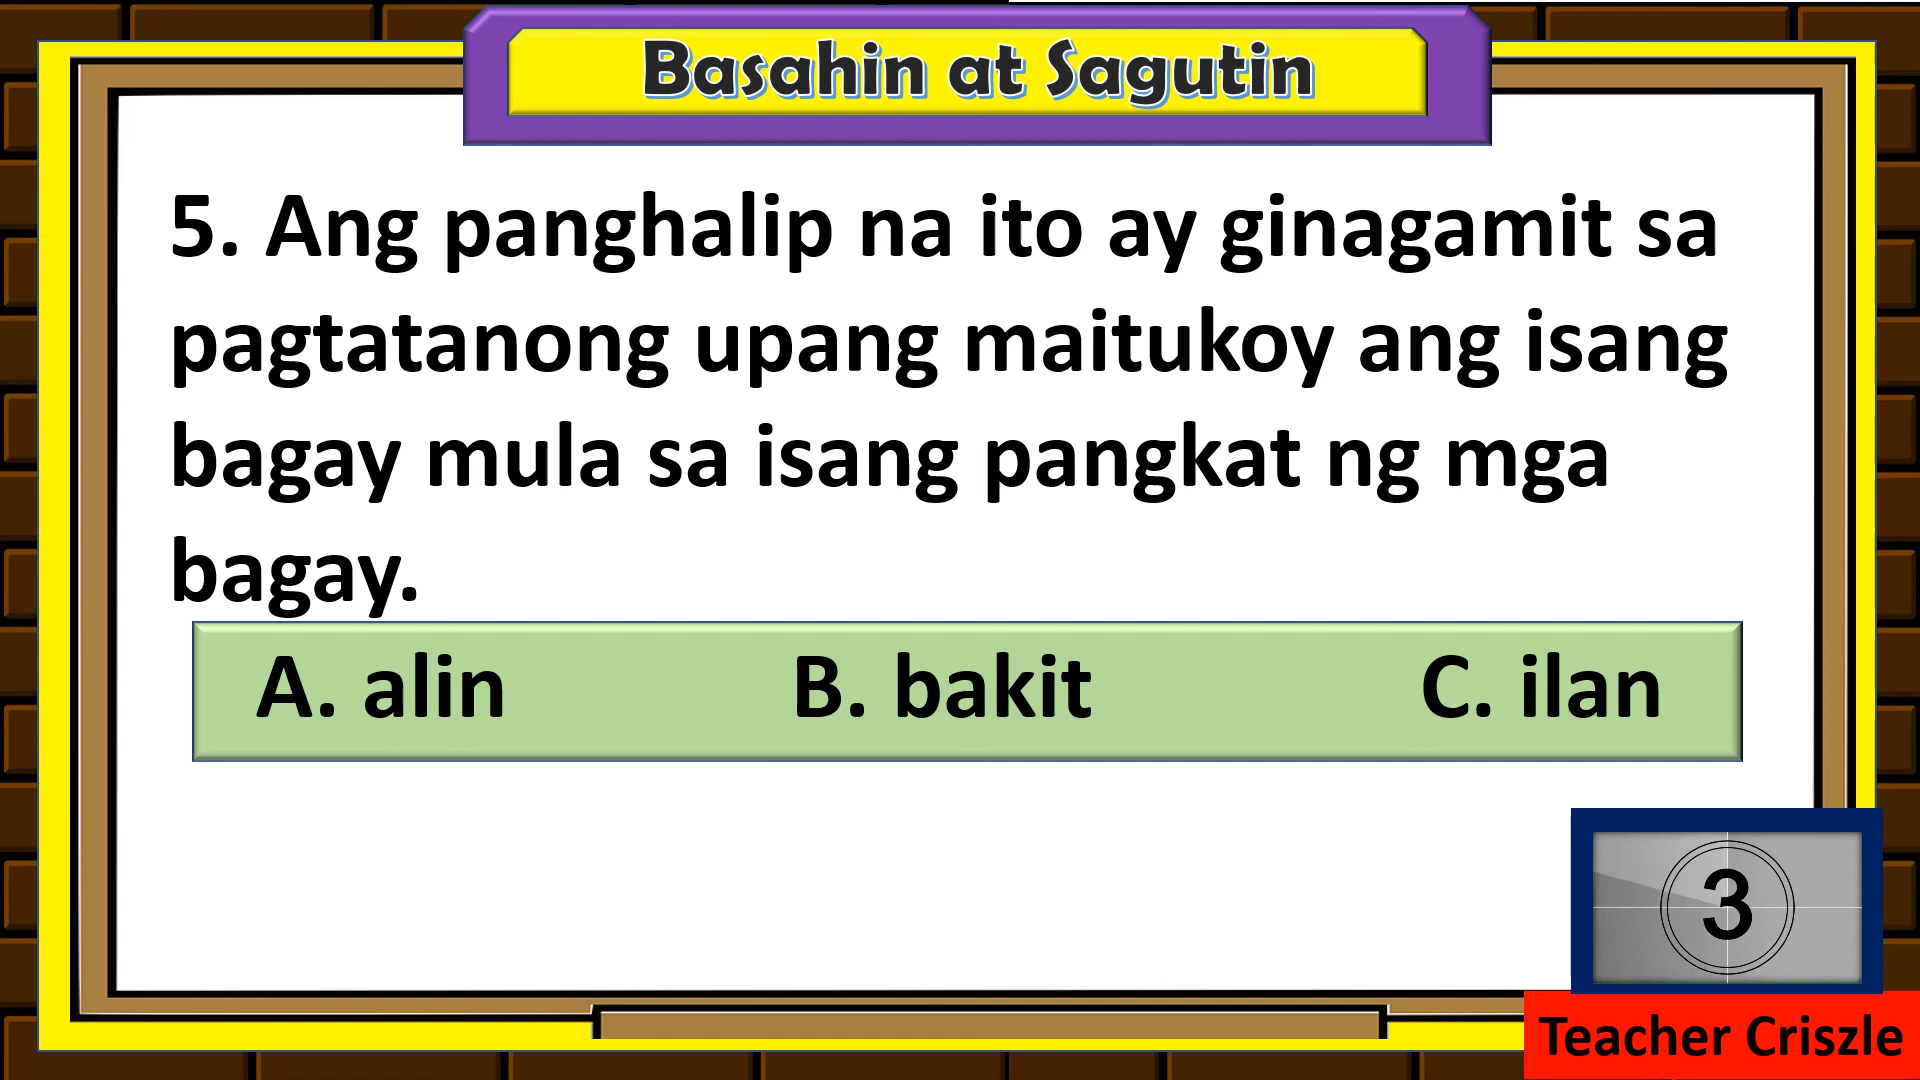 Basahin at Sagutin
5. Ang panghalip na ito ay ginagamit sa
pagtatanong upang maitukoy ang isang
bagay mula sa isang pangkat ng mga
bagay.
A. alin B. bakit C. ilan
3
Teacher Criszle